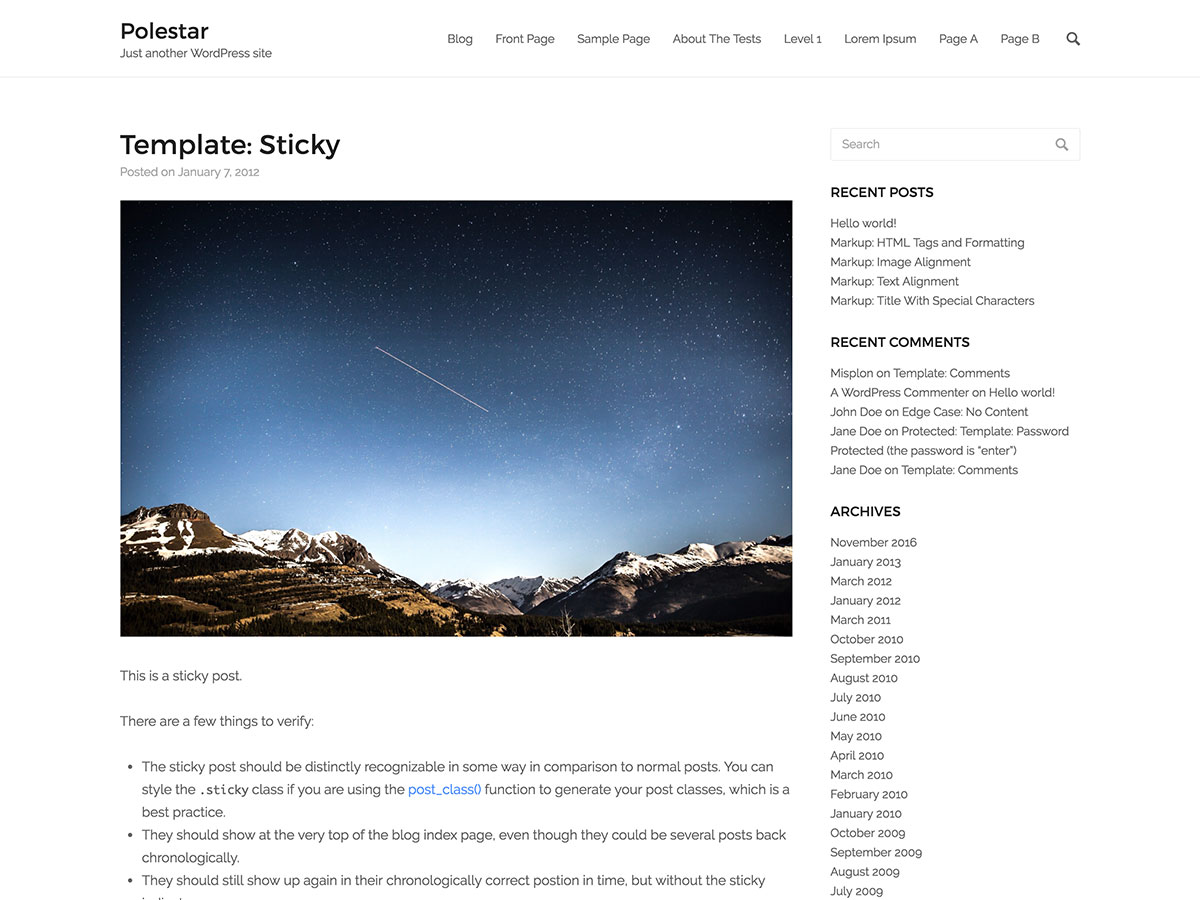 Polestar
Just another WordPress site
Blog Front Page Sample Page About The Tests Level 1 Lorem Ipsum Page A Page B
Template: Sticky
Posted on January 7, 2012
This is a sticky post.
There are a few things to verify:
• The sticky post should be distinctly recognizable in some way in comparison to normal posts. You can
style the .sticky class if you are using the post_class() function to generate your post classes, which is a
best practice.
• They should show at the very top of the blog index page, even though they could be several posts back
chronologically.
• They should still show up again in their chronologically correct postion in time, but without the sticky
Search
RECENT POSTS
Hello world!
Markup: HTML Tags and Formatting
Markup: Image Alignment
Markup: Text Alignment
Markup: Title With Special Characters
RECENT COMMENTS
Misplon on Template: Comments
A WordPress Commenter on Hello world!
John Doe on Edge Case: No Content
Jane Doe on Protected: Template: Password
Protected (the password is “enter”)
Jane Doe on Template: Comments
ARCHIVES
November 2016
January 2013
March 2012
January 2012
March 2011
October 2010
September 2010
August 2010
July 2010
June 2010
May 2010
April 2010
March 2010
February 2010
January 2010
October 2009
September 2009
August 2009
July 2009